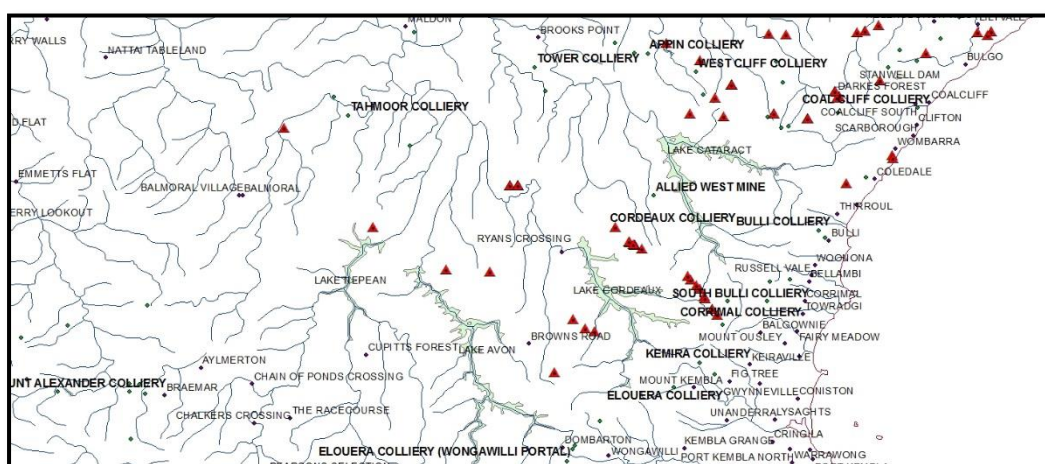 MALDON
BROOKS POINT
RRY WALLS
NATTAI TABLELAND
APPIN COLLIERY
BULGO
TOWER COLLIERY
WEST CLIFF COLLIERY
STANWELL DAM
DARKES FOREST
TAHMOOR COLLIERY
COALCLIFF COLLIERY
COALCLIFF
COALCLIFF SOUTH
CLIFTON
SCARBOROUGH
WOMBARRA
LAKE CATARACT
EMMETTS FLAT
COLEDALE
BALMORAL VILLAGE
BALMORAL
ALLIED WEST MINE
ERRY LOOKOUT
THIRROUL
CORDEAUX COLLIERY
BULLI COLLIERY
BULLI
RYANS CROSSING
WOONONA
RUSSELL VALE
BELLAMBI
LAKE NEPEAN
LAKE CORDEAUX
SOUTH BULLI COLLIERY
CORRIMAL
TOWRADGI
CORRIMAL COLLIERY
BALGOWNIE
MOUNT OUSLEY
FAIRY MEADOW
BROWNS ROAD
CUPITTS FOREST
LAKE AVON
KEMIRA COLLIERY
KEIRAVILLE
AYLMERTON
FIG TREE
CHAIN OF PONDS CROSSING
MOUNT KEMBLA
UNT ALEXANDER COLLIERY
BRAEMAR
ELOUERA COLLIERY
GWYNNEVILLE
CONISTON
CHALKERS CROSSING
THE RACECOURSE
UNANDERRA
LYSAGHTS
CRINGILA
DOMBARTON
KEMBLA GRANGE
ELOUERA COLLIERY (WONGAWILLI PORTAL)
WONGAWILLI
PORT KEMBLA NORTH
WARRAWONG